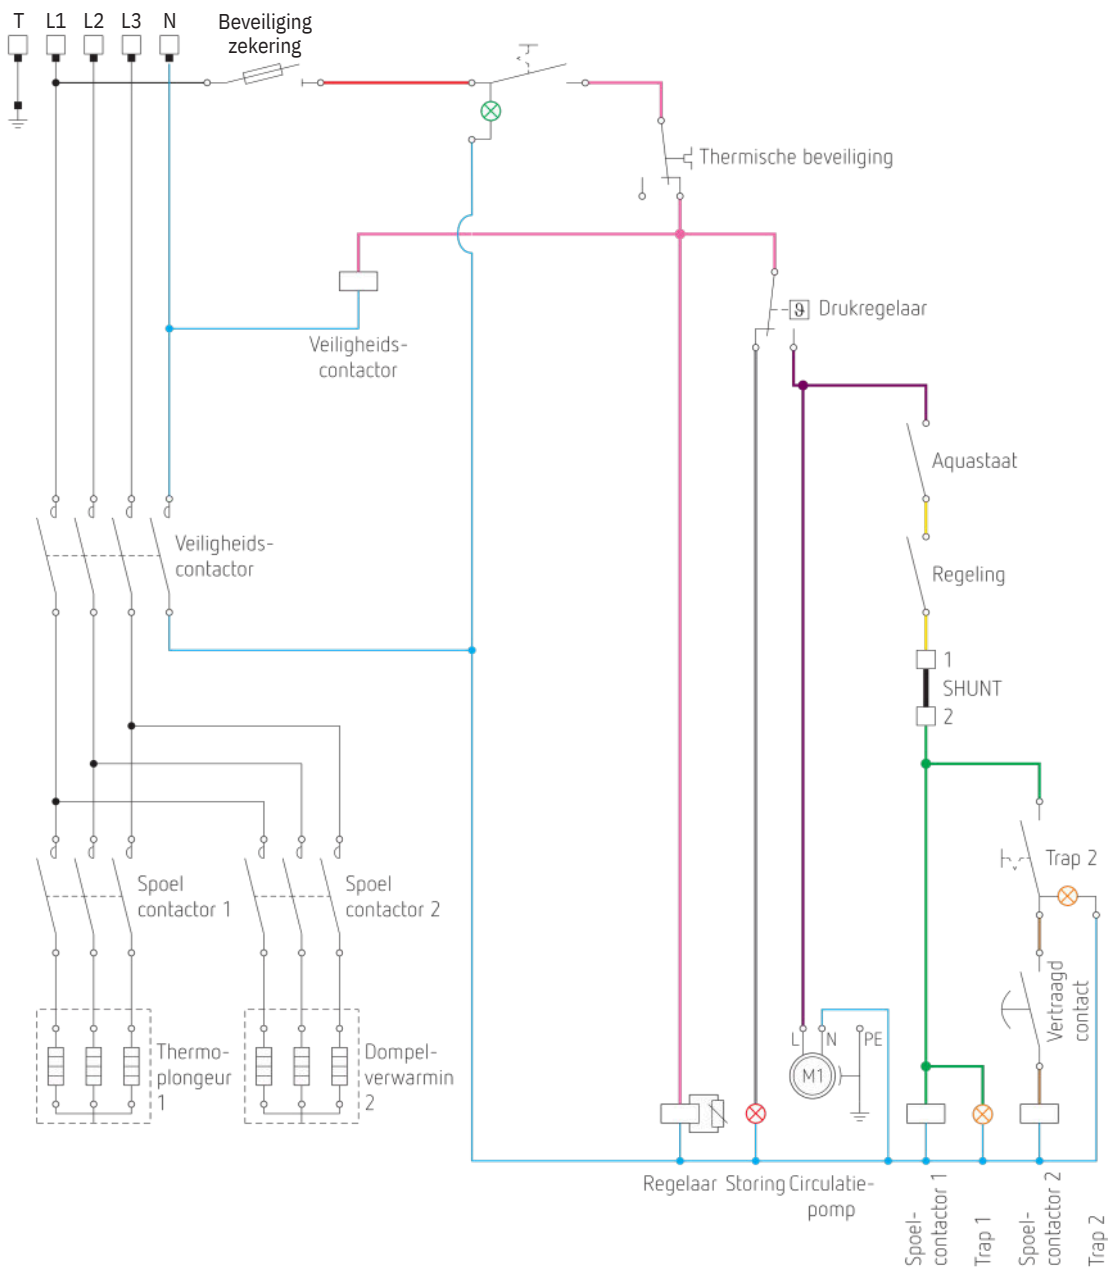 T L1 L2 L3 N
Beveiliging
zekering
Thermische beveiliging
ϑ Drukregelaar
Veiligheids-
contactor
Aquastaat
Veiligheids-
contactor
Regeling
1
SHUNT
2
Trap 2
Spoel
contactor 1
Spoel
contactor 2
Vertraagd
contact
L N PE
M1
Thermo-
plongeur
1
Dompel-
verwarmin
2
Regelaar
Storing
Circulatie-
pomp
Spoel-
contactor 1
Trap 1
Spoel-
contactor 2
Trap 2